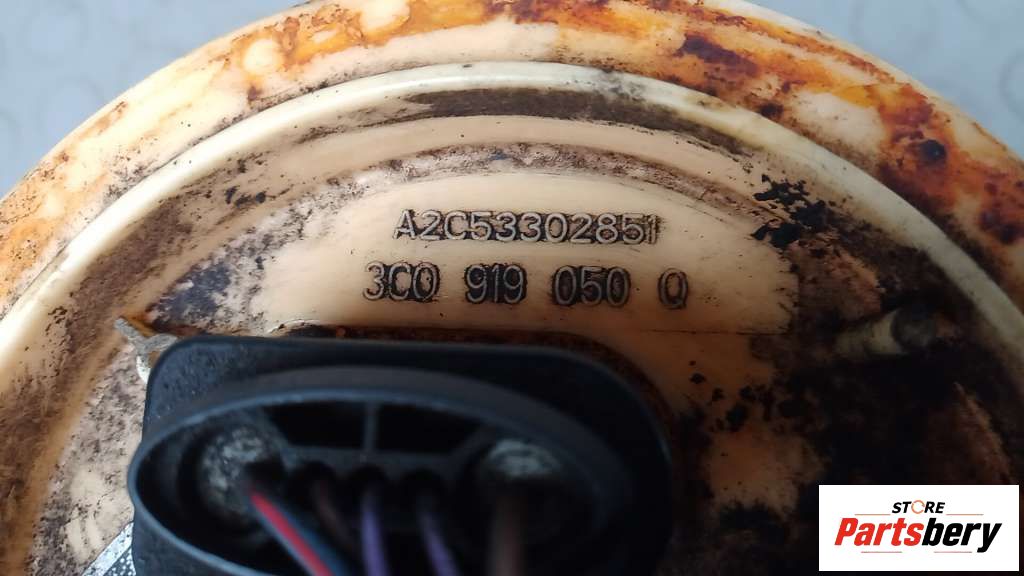 A2C53302851
3C0 919 050 Q
STORE
Partsbery